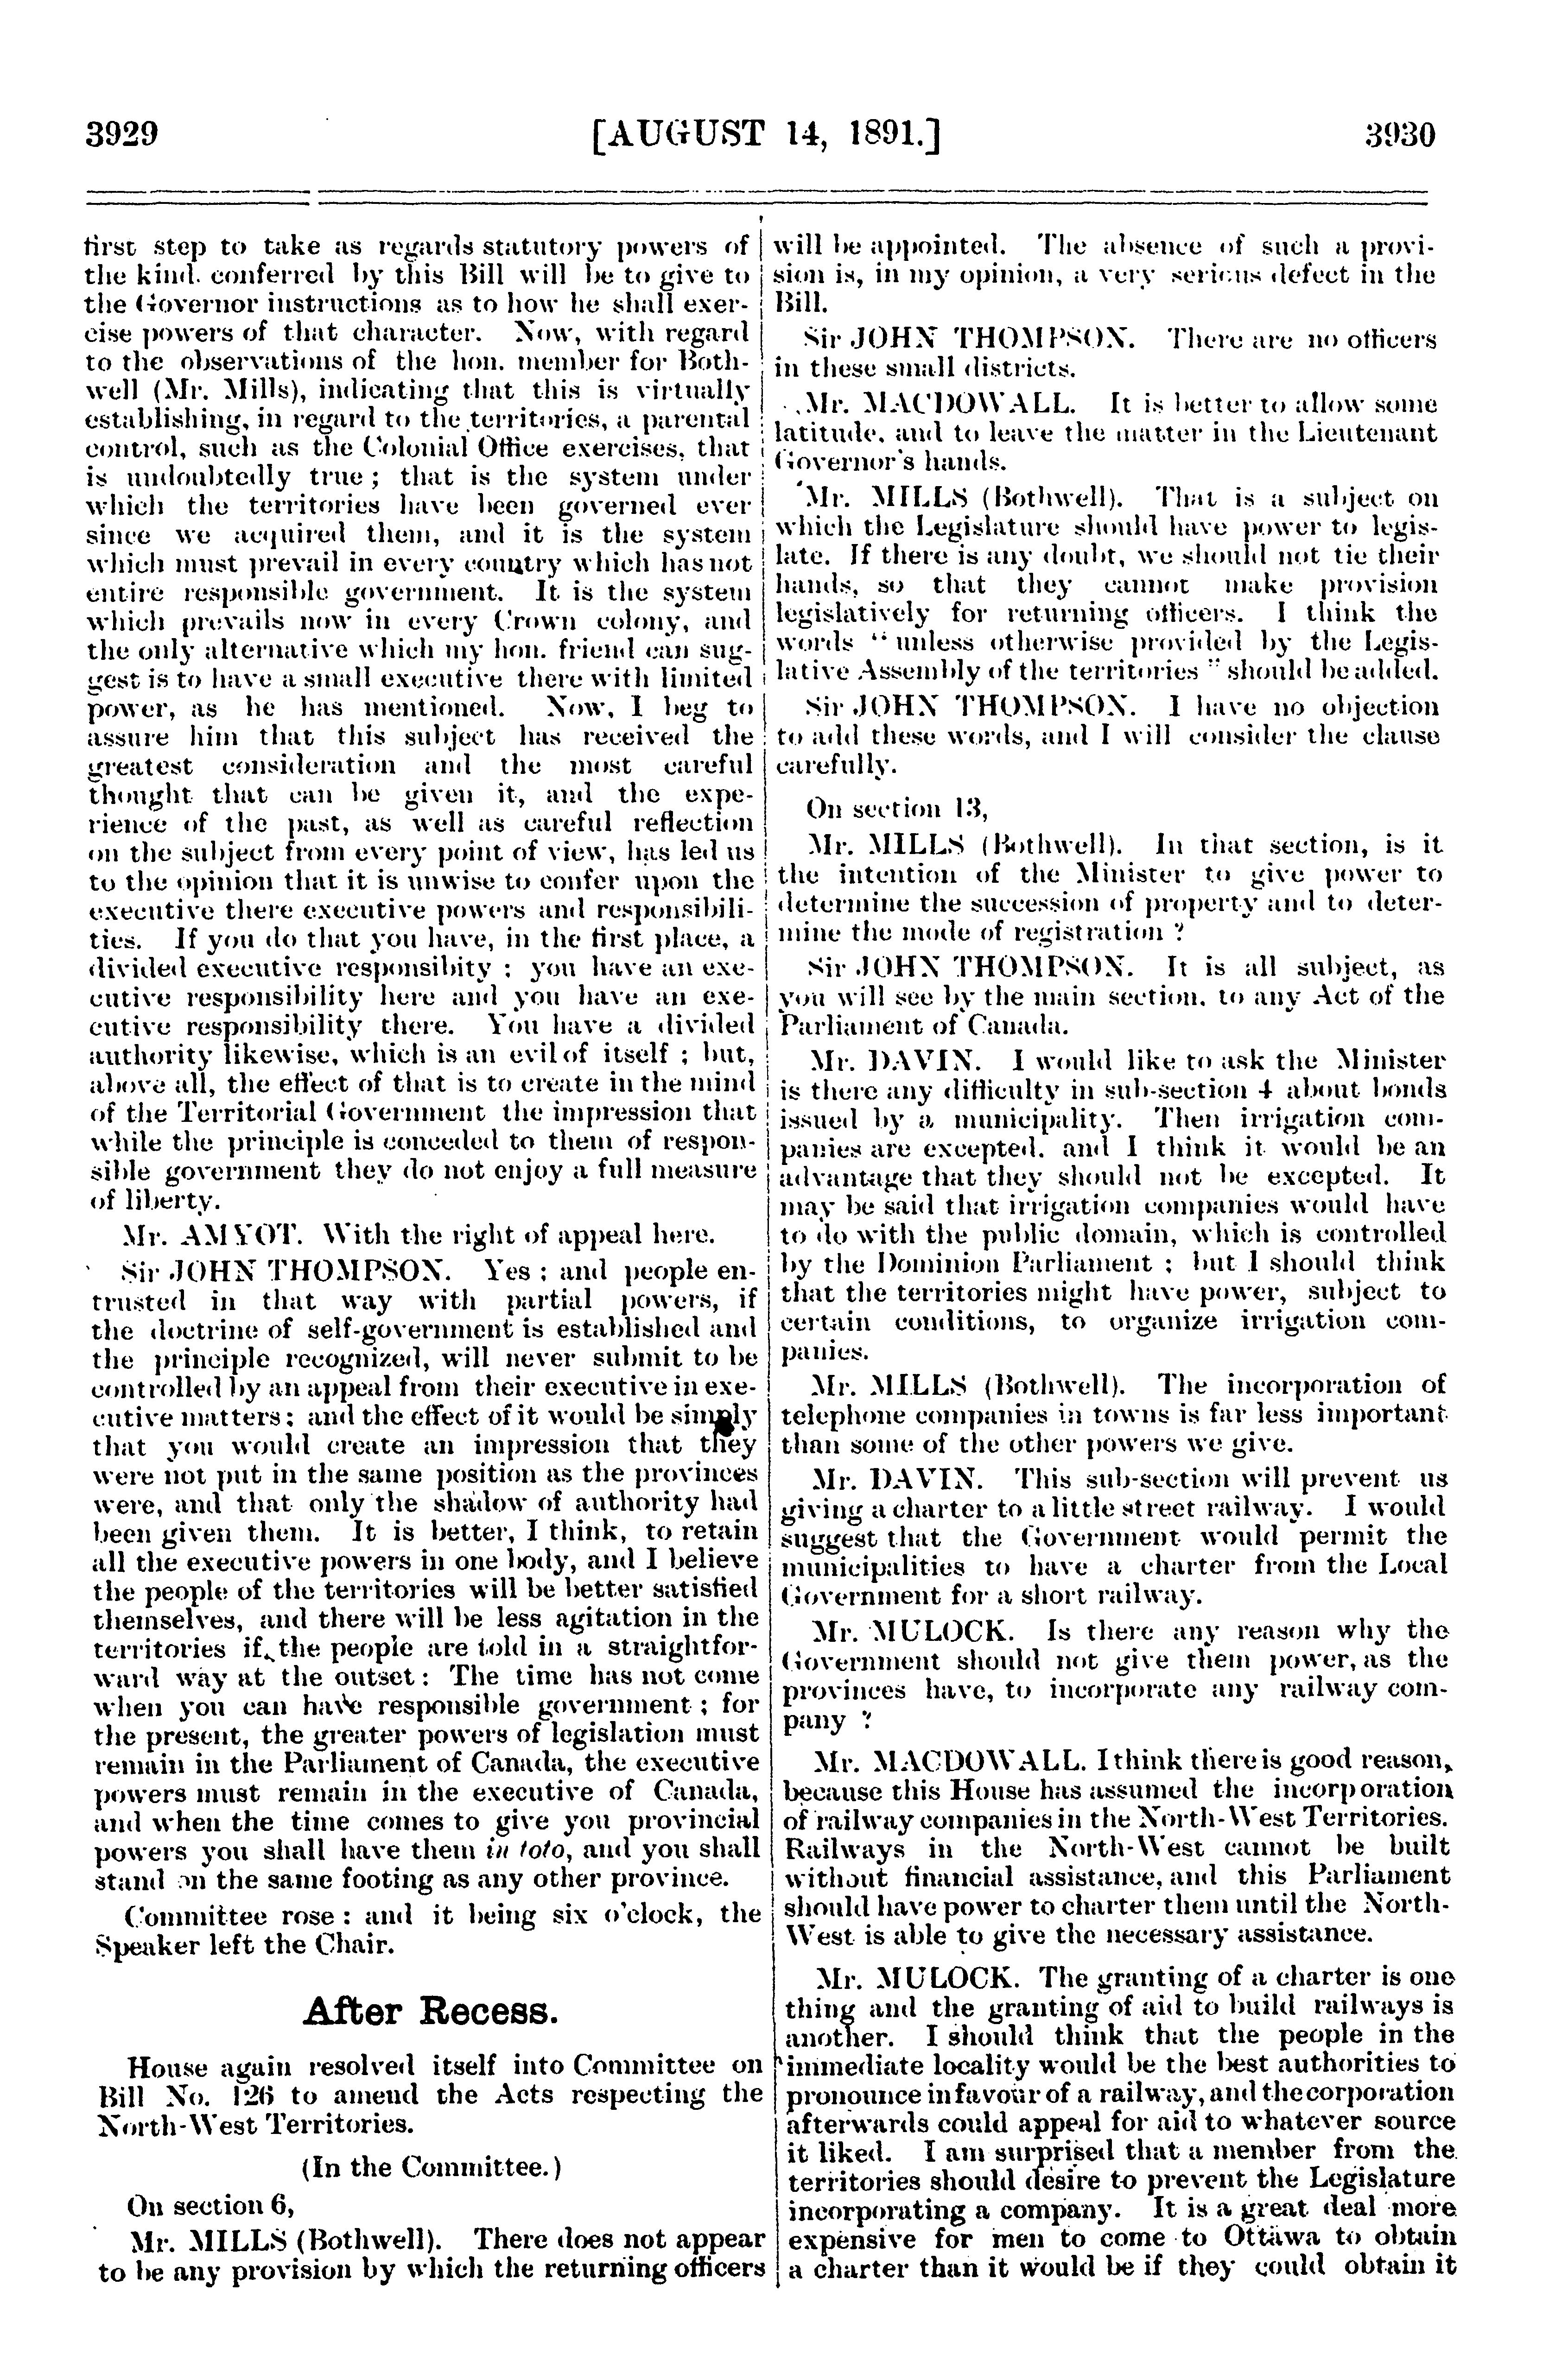 3929 [AUGUST 14, 1891.] 3930
first step to take as regards statutory powers of
the kind conferred by this Bill will be to give to
the Governor instructions as to how he shall exer-
cise powers of that character. Now, with regard
to the observations of the hon. member for Both-
well (Mr. Mills), indicating that this is virtually
establishing, in regard to the territories, a parental
control, such as the Colonial Office exercises, that
is undoubtedly true ; that is the system under
which the territories have been governed ever
since we acquired them, and it is the system
which must prevail in every country which has not
entire responsible government. It is the system
which prevails now in every Crown colony, and
the only alternative which my hon. friend can sug-
gest is to have a small executive there with limited
power, as he has mentioned. Now, I beg to
assure him that this subject has received the
greatest consideration and the most careful
thought that can be given it, and the expe-
rience of the past, as well as careful reflection
on the subject from every point of view, has led us
to the opinion that it is unwise to confer upon the
executive there executive powers and responsibili-
ties. If you do that you have, in the first place, a
divided executive responsibity ; you have an exe-
cutive responsibility here and you have an exe-
cutive responsibility there. You have a divided
authority likewise, which is an evil of itself ; but,
above all, the effect of that is to create in the mind
of the Territorial Government the impression that
while the principle is conceded to them of respon-
sible government they do not enjoy a full measure
of liberty.
Mr. AMYOT. With the right of appeal here.
Sir JOHN THOMPSON. Yes ; and people en-
trusted in that way with partial powers, if
the doctrine of self-government is established and
the principle recognized, will never submit to be
controlled by an appeal from their executive in exe-
cutive matters ; and the effect of it would be simply
that you would create an impression that they
were not put in the same position as the provinces
were, and that only the shadow of authority had
been given them. It is better, I think, to retain
all the executive powers in one body, and I believe
the people of the territories will be better satisfied
themselves, and there will be less agitation in the
territories if the people are told in a straightfor-
ward way at the outset : The time has not come
when you can have responsible government ; for
the present, the greater powers of legislation must
remain in the Parliament of Canada, the executive
powers must remain in the executive of Canada,
and when the time comes to give you provincial
powers you shall have them in toto, and you shall
stand on the same footing as any other province.
Committee rose : and it being six o'clock, the
Speaker left the Chair.
After Recess.
House again resolved itself into Committee on
Bill No. 126 to amend the Acts respecting the
North-West Territories.
(In the Committee.)
On section 6,
Mr. MILLS (Bothwell). There does not appear
to be any provision by which the returning officers
will be appointed. The absence of such a provi-
sion is, in my opinion, a very serious defect in the
Bill.
Sir JOHN THOMPSON. There are no officers
in these small districts.
Mr. MACDOWALL. It is better to allow some
latitude, and to leave the matter in the Lieutenant
Governor's hands.
Mr. MILLS (Bothwell). That is a subject on
which the Legislature should have power to legis-
late. If there is any doubt, we should not tie their
hands, so that they cannot make provision
legislatively for returning officers. I think the
words " unless otherwise provided by the Legis-
lative Assembly of the territories " should be added.
Sir JOHN THOMPSON. I have no objection
to add these words, and I will consider the clause
carefully.
On section 13,
Mr. MILLS (Bothwell). In that section, is it
the intention of the Minister to give power to
determine the succession of property and to deter-
mine the mode of registration ?
Sir JOHN THOMPSON. It is all subject, as
you will see by the main section, to any Act of the
Parliament of Canada.
Mr. DAVIN. I would like to ask the Minister
is there any difficulty in sub-section 4 about bonds
issued by a municipality. Then irrigation com-
panies are excepted, and I think it would be an
advantage that they should not be excepted. It
may be said that irrigation companies would have
to do with the public domain, which is controlled
by the Dominion Parliament ; but I should think
that the territories might have power, subject to
certain conditions, to organize irrigation com-
panies.
Mr. MILLS (Bothwell). The incorporation of
telephone companies in towns is far less important
than some of the other powers we give.
Mr. DAVIN. This sub-section will prevent us
giving a charter to a little street railway. I would
suggest that the Government would permit the
municipalities to have a charter from the Local
Government for a short railway.
Mr. MULOCK. Is there any reason why the
Government should not give them power, as the
provinces have, to incorporate any railway com-
pany ?
Mr. MACDOWALL. I think there is good reason,
because this House has assumed the incorporation
of railway companies in the North-West Territories.
Railways in the North-West cannot be built
without financial assistance, and this Parliament
should have power to charter them until the North-
West is able to give the necessary assistance.
Mr. MULOCK. The granting of a charter is one
thing and the granting of aid to build railways is
another. I should think that the people in the
immediate locality would be the best authorities to
pronounce in favour of a railway, and the corporation
afterwards could appeal for aid to whatever source
it liked. I am surprised that a member from the
territories should desire to prevent the Legislature
incorporating a company. It is a great deal more
expensive for men to come to Ottawa to obtain
a charter than it would be if they could obtain it